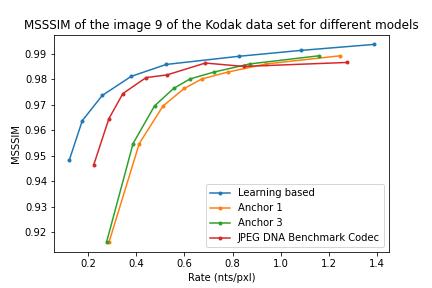 MSSSIM of the image 9 of the Kodak data set for different models
0.99
0.98
0.97
0.96
0.95
0.94
0.93
0.92
MSSSIM
Learning based
Anchor 1
Anchor 3
JPEG DNA Benchmark Codec
0.2 0.4 0.6 0.8 1.0 1.2 1.4
Rate (nts/pxl)